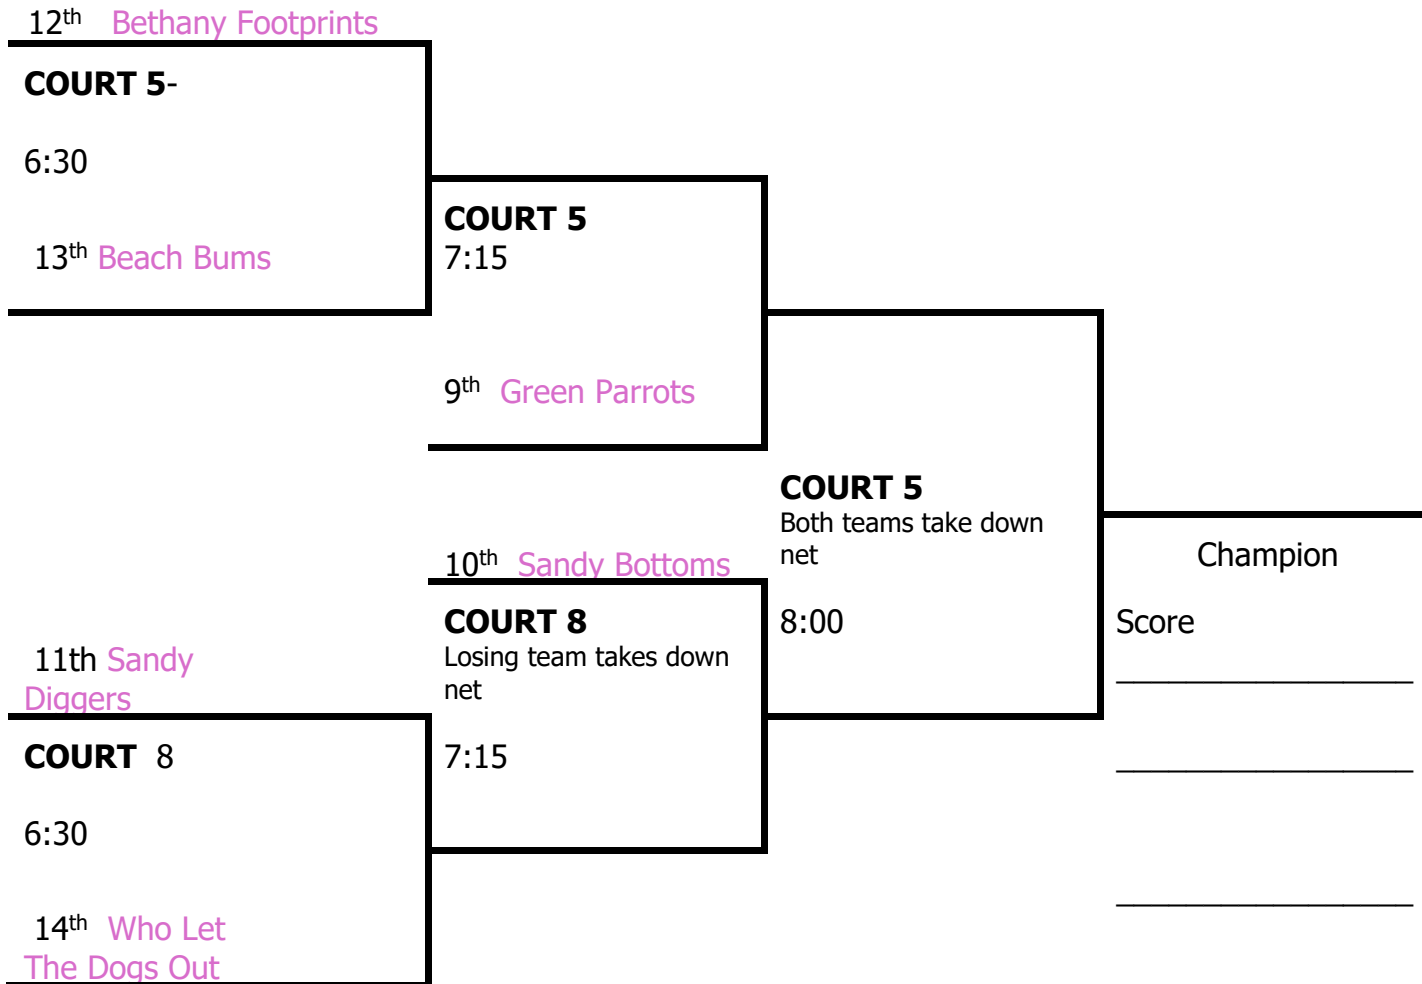 12th Bethany Footprints
COURT 5-
6:30
13th Beach Bums
COURT 5
7:15
9th Green Parrots
10th Sandy Bottoms
COURT 8
Losing team takes down
net
7:15
11th Sandy
Diggers
COURT 8
6:30
14th Who Let
The Dogs Out
COURT 5
Both teams take down
net
8:00
Champion
Score